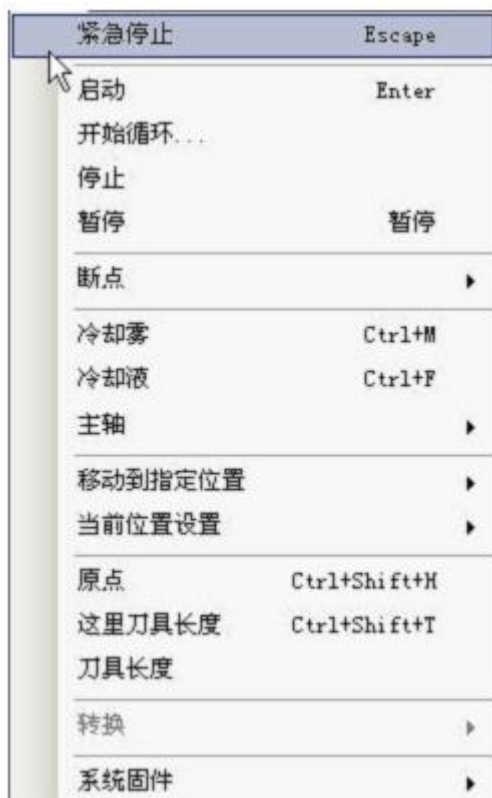 紧急停止 Escape
启动 Enter
开始循环...
停止
暂停 暂停
断点
冷却雾 Ctrl+M
冷却液 Ctrl+F
主轴
移动到指定位置
当前位置设置
原点 Ctrl+Shift+H
这里刀具长度 Ctrl+Shift+T
刀具长度
转换
系统固件